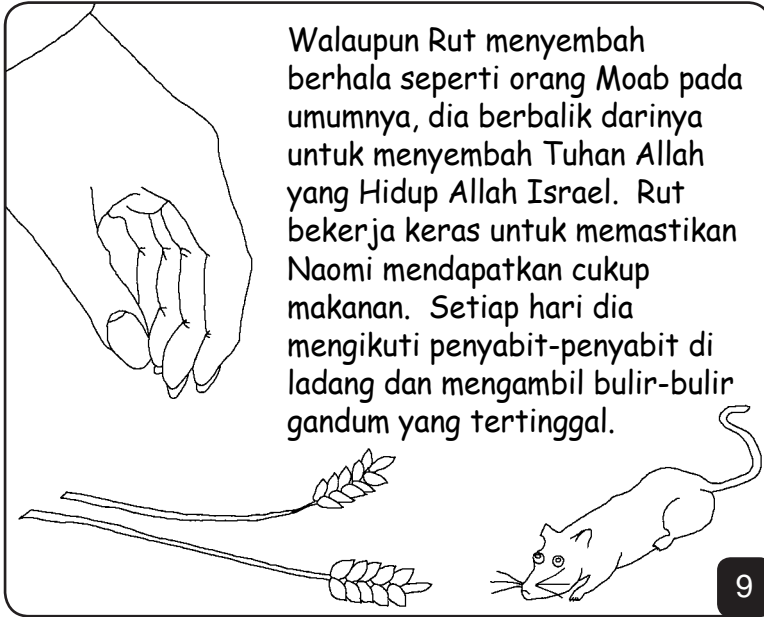 Walaupun Rut menyembah
berhala seperti orang Moab pada
umumnya, dia berbalik darinya
untuk menyembah Tuhan Allah
yang Hidup Allah Israel.  Rut
bekerja keras untuk memastikan
Naomi mendapatkan cukup
makanan.  Setiap hari dia
mengikuti penyabit-penyabit di
ladang dan mengambil bulir-bulir
gandum yang tertinggal.
9